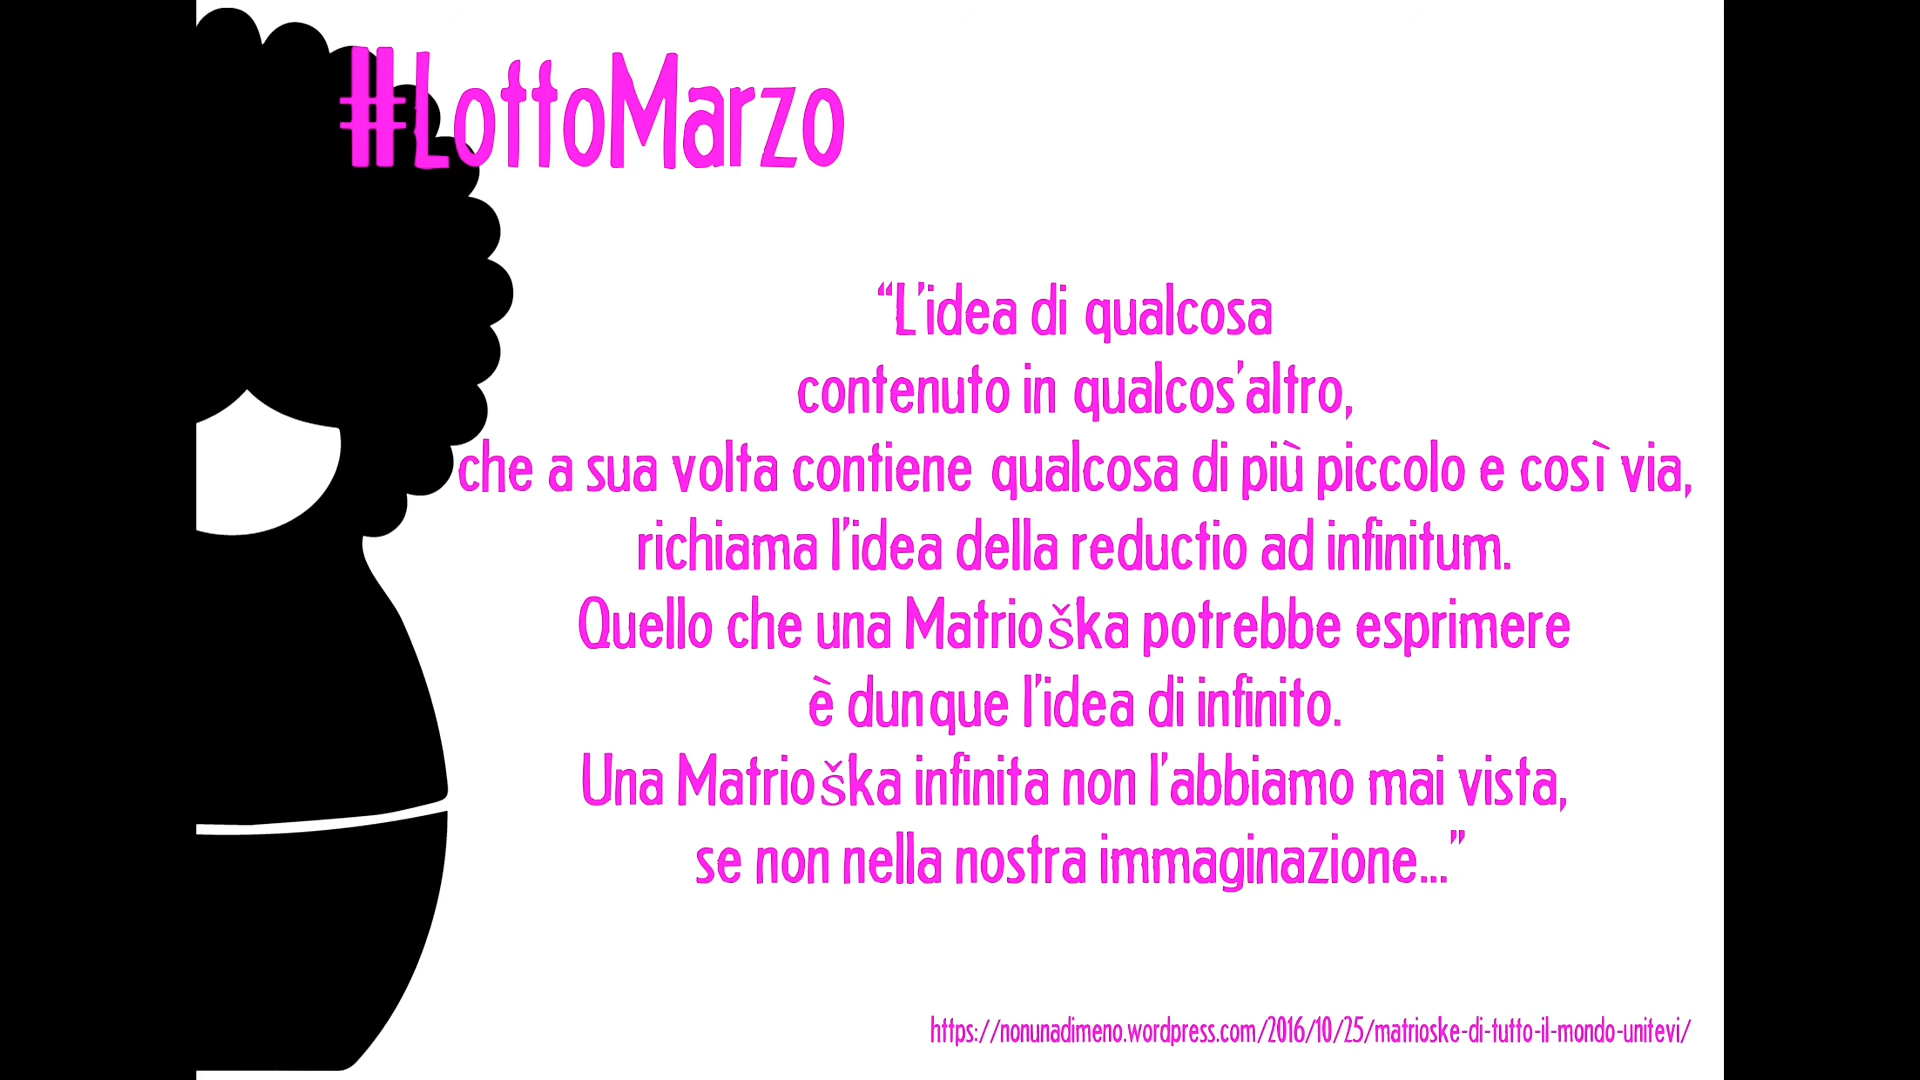 #LottoMarzo
“L'idea di qualcosa
contenuto in qualcos'altro,
che a sua volta contiene qualcosa di più piccolo e così via,
richiama l'idea della reductio ad infinitum.
Quello che una Matrioška potrebbe esprimere
è dunque l'idea di infinito.
Una Matrioška infinita non l'abbiamo mai vista,
se non nella nostra immaginazione...”
https://nonunadimeno.wordpress.com/2016/10/25/matrioske-di-tutto-il-mondo-unitevi/